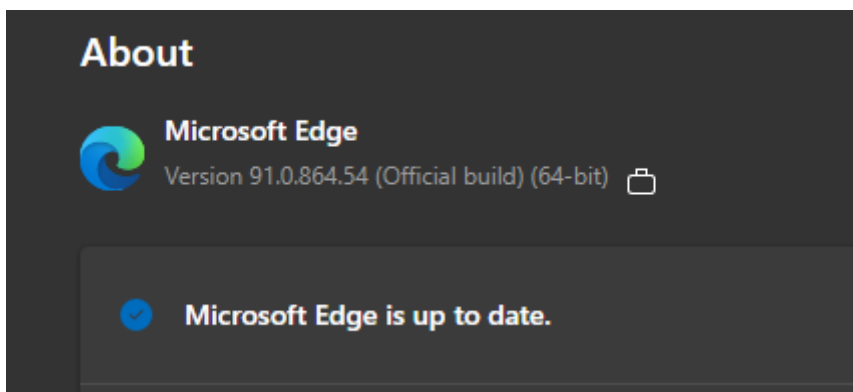 About
Microsoft Edge
Version 91.0.864.54 (Official build) (64-bit)
Microsoft Edge is up to date.